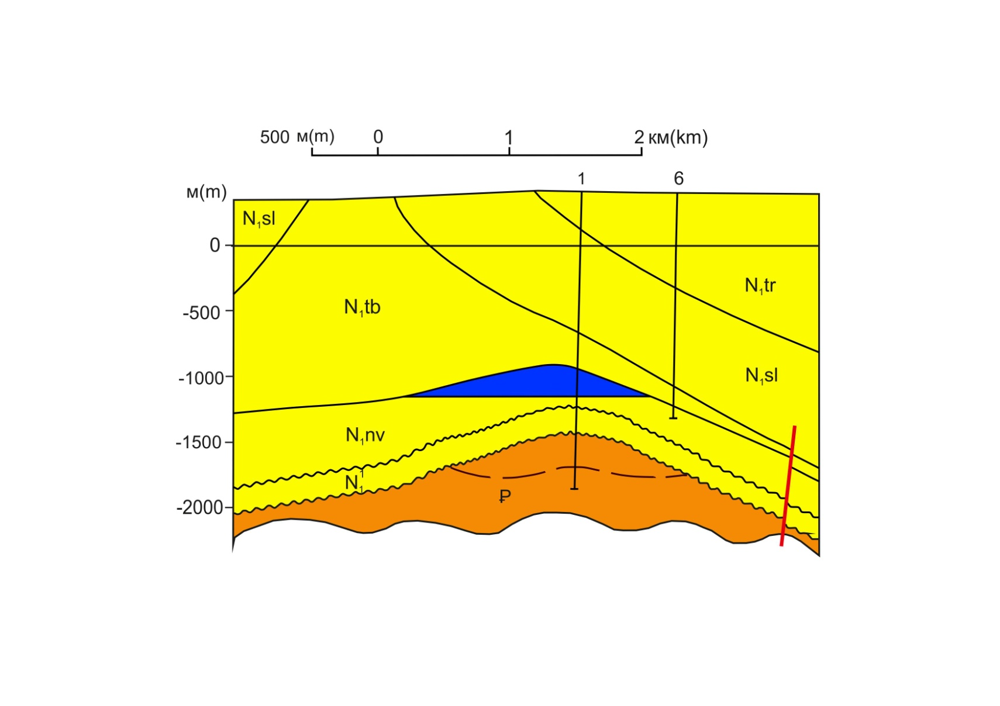 500 м(m) 0 1 2 км(km)
1 6
м(m)
N₁sl
0
N₁tr
-500
N₁tb
-1000
N₁sl
N₁nv
-1500
N₁¹
-2000
₽